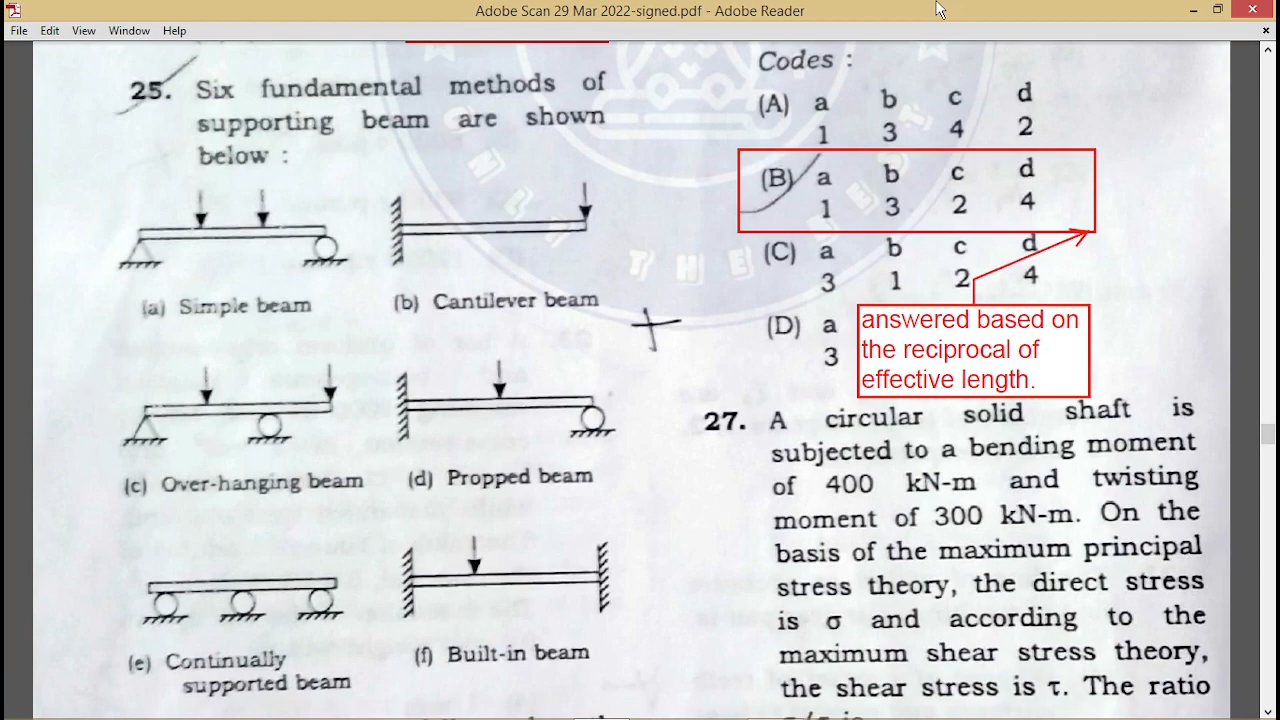 Adobe Scan 29 Mar 2022-signed.pdf - Adobe Reader
File Edit View Window Help
25. Six fundamental methods of
supporting beam are shown
below :
(a) Simple beam
(b) Cantilever beam
(c) Over-hanging beam
(d) Propped beam
(e) Continually
supported beam
(f) Built-in beam
Codes :
(A) a b c d
1 3 4 2
(B) a b c d
1 3 2 4
(C) a b c d
3 1 2 4
(D) a
3
answered based on
the reciprocal of
effective length.
27. A circular solid shaft is
subjected to a bending moment
of 400 kN-m and twisting
moment of 300 kN-m. On the
basis of the maximum principal
stress theory, the direct stress
is σ and according to the
maximum shear stress theory,
the shear stress is τ. The ratio
THE